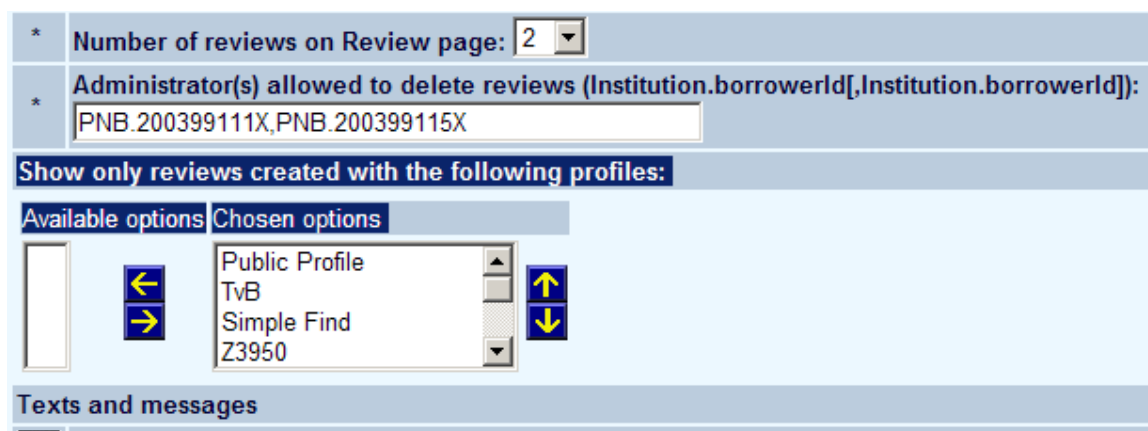 * Number of reviews on Review page: 2
Administrator(s) allowed to delete reviews (Institution.borrowerId[,Institution.borrowerId]):
* PNB.200399111X,PNB.200399115X
Show only reviews created with the following profiles:
Available options Chosen options
Public Profile
TvB
Simple Find
Z3950
Texts and messages